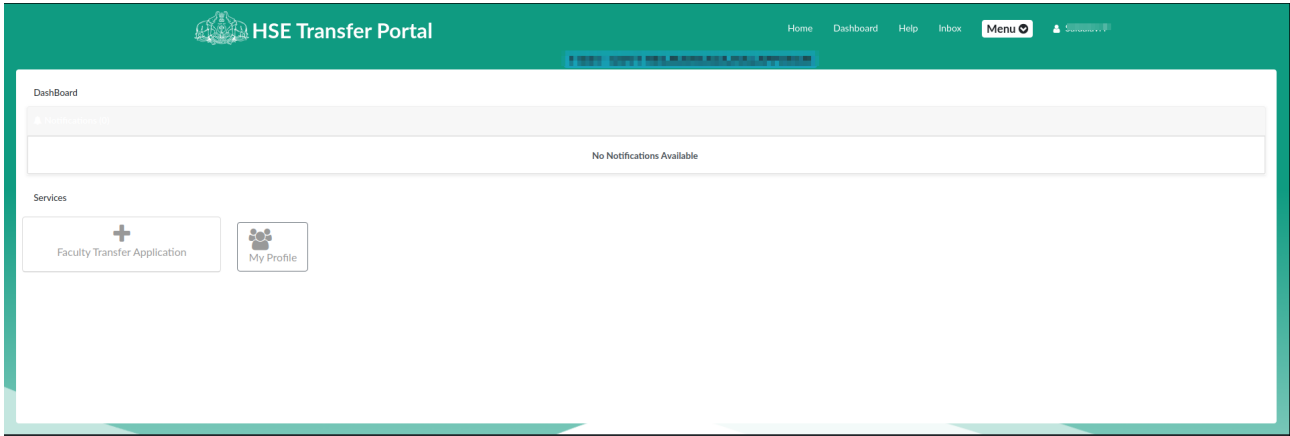 HSE Transfer Portal
Home Dashboard Help Inbox Menu
DashBoard
No Notifications Available
Services
Faculty Transfer Application
My Profile